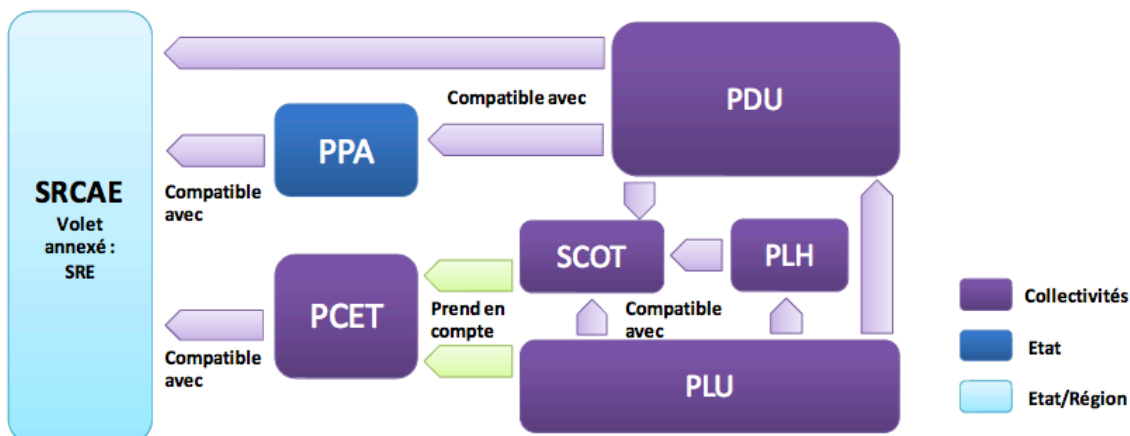 SRCAE
Volet
annexé :
SRE
PDU
Compatible avec
PPA
Compatible
avec
SCOT
PLH
PCET
Prend en
compte
Compatible
avec
Compatible
avec
PLU
Collectivités
Etat
Etat/Région